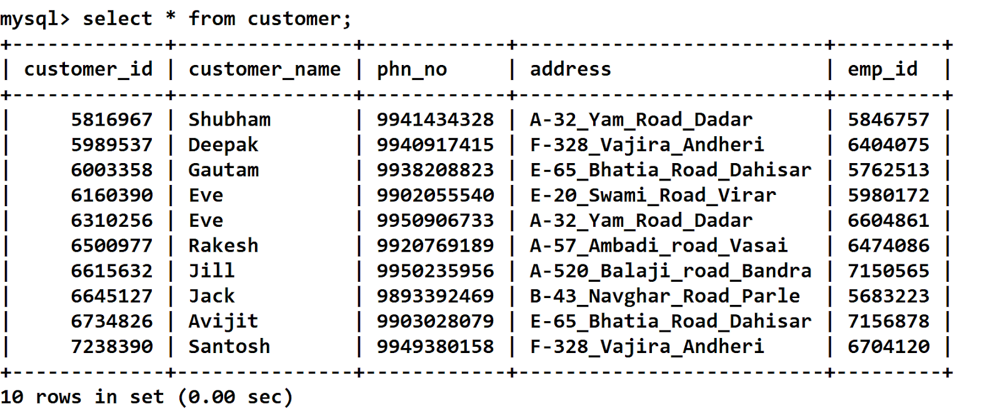 mysql> select * from customer;
+-------------+---------------+------------+--------------------------+---------+
| customer_id | customer_name | phn_no     | address                  | emp_id  |
+-------------+---------------+------------+--------------------------+---------+
|     5816967 | Shubham       | 9941434328 | A-32_Yam_Road_Dadar      | 5846757 |
|     5989537 | Deepak        | 9940917415 | F-328_Vajira_Andheri     | 6404075 |
|     6003358 | Gautam        | 9938208823 | E-65_Bhatia_Road_Dahisar | 5762513 |
|     6160390 | Eve           | 9902055540 | E-20_Swami_Road_Virar    | 5980172 |
|     6310256 | Eve           | 9950906733 | A-32_Yam_Road_Dadar      | 6604861 |
|     6500977 | Rakesh        | 9920769189 | A-57_Ambadi_road_Vasai   | 6474086 |
|     6615632 | Jill          | 9950235956 | A-520_Balaji_road_Bandra | 7150565 |
|     6645127 | Jack          | 9893392469 | B-43_Navghar_Road_Parle  | 5683223 |
|     6734826 | Avijit        | 9903028079 | E-65_Bhatia_Road_Dahisar | 7156878 |
|     7238390 | Santosh       | 9949380158 | F-328_Vajira_Andheri     | 6704120 |
+-------------+---------------+------------+--------------------------+---------+
10 rows in set (0.00 sec)